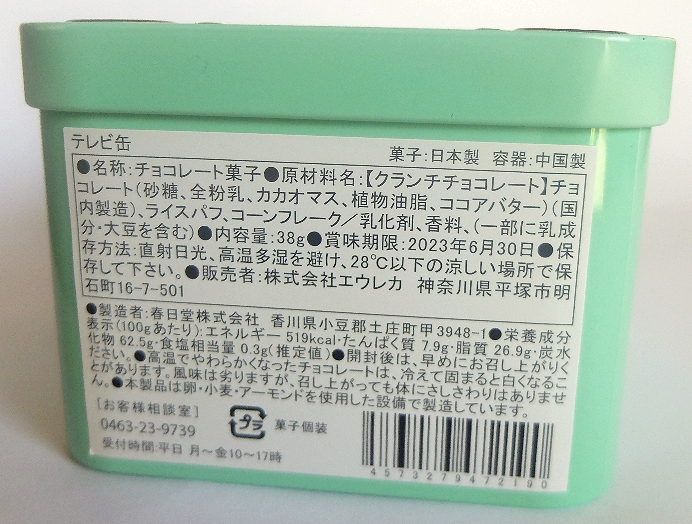 テレビ缶
菓子:日本製 容器:中国製
●名称:チョコレート菓子●原材料名:【クランチチョコレート】チョ
コレート(砂糖、全粉乳、カカオマス、植物油脂、ココアバター)(国
内製造)、ライスパフ、コーンフレーク/乳化剤、香料、(一部に乳成
分・大豆を含む)●内容量:38g●賞味期限:2023年6月30日●保
存方法:直射日光、高温多湿を避け、28℃以下の涼しい場所で保
存して下さい。●販売者:株式会社エウレカ 神奈川県平塚市明
石町16-7-501
●製造者:春日堂株式会社 香川県小豆郡土庄町甲3948-1●栄養成分
表示(100gあたり):エネルギー 519kcal・たんぱく質 7.9g・脂質 26.9g・炭水
化物 62.5g・食塩相当量 0.3g(推定値)●開封後は、早めにお召し上がりく
ださい。●高温でやわらかくなったチョコレートは、冷えて固まると白くなるこ
とがあります。風味は劣りますが、召し上がっても体にさしさわりはありませ
ん。●本製品は卵・小麦・アーモンドを使用した設備で製造しています。
[お客様相談室]
0463-23-9739
受付時間:平日 月〜金10〜17時
プラ
菓子個装
4573279472190